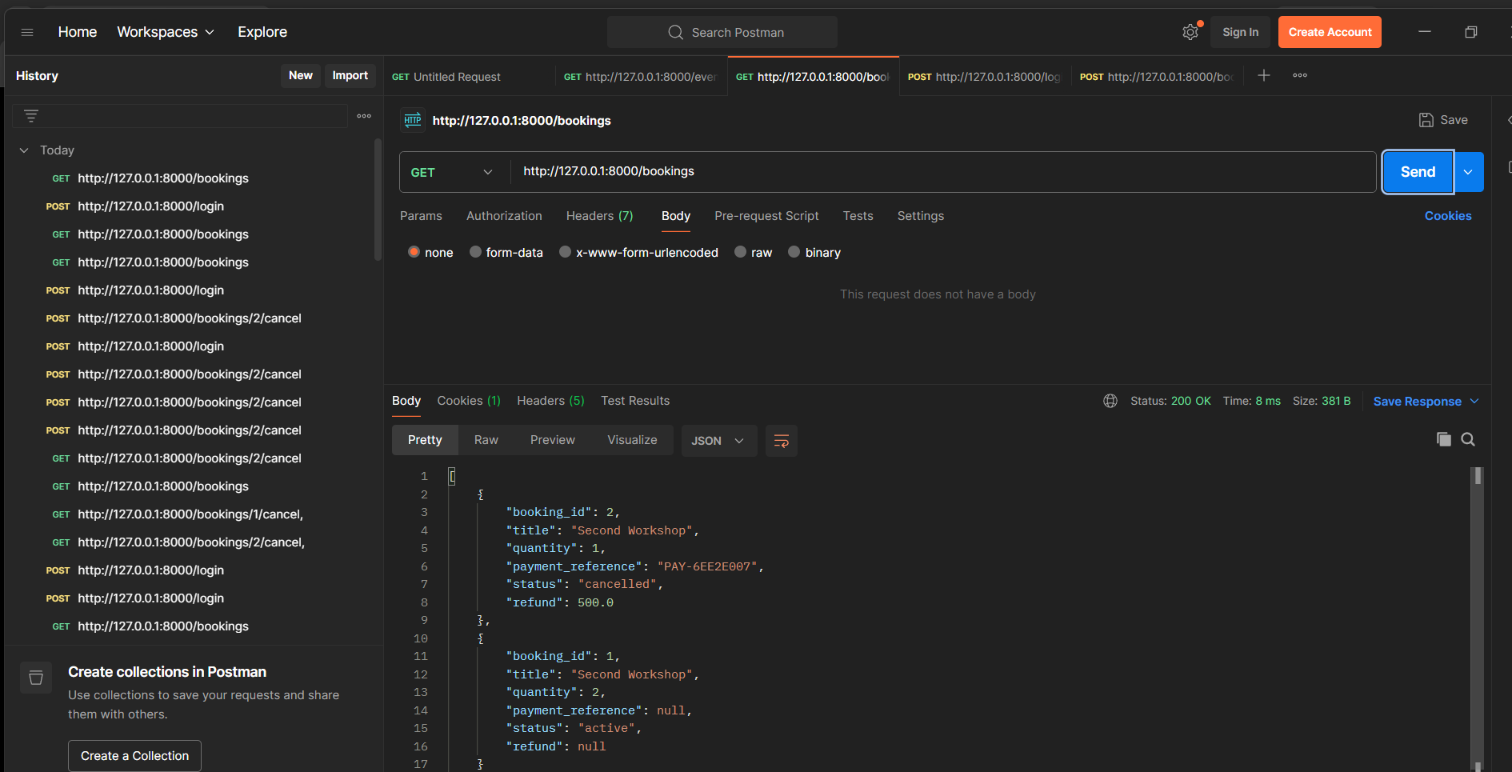 Home Workspaces Explore Search Postman Sign In Create Account
History New Import
GET Untitled Request GET http://127.0.0.1:8000/ever GET http://127.0.0.1:8000/book POST http://127.0.0.1:8000/log POST http://127.0.0.1:8000/boo
Today
GET http://127.0.0.1:8000/bookings
POST http://127.0.0.1:8000/login
GET http://127.0.0.1:8000/bookings
GET http://127.0.0.1:8000/bookings
POST http://127.0.0.1:8000/login
POST http://127.0.0.1:8000/bookings/2/cancel
POST http://127.0.0.1:8000/login
POST http://127.0.0.1:8000/bookings/2/cancel
POST http://127.0.0.1:8000/bookings/2/cancel
POST http://127.0.0.1:8000/bookings/2/cancel
GET http://127.0.0.1:8000/bookings/2/cancel
GET http://127.0.0.1:8000/bookings
GET http://127.0.0.1:8000/bookings/1/cancel,
GET http://127.0.0.1:8000/bookings/2/cancel,
POST http://127.0.0.1:8000/login
POST http://127.0.0.1:8000/login
GET http://127.0.0.1:8000/bookings
Create collections in Postman
Use collections to save your requests and share
them with others.
Create a Collection
HTTP http://127.0.0.1:8000/bookings Save
GET http://127.0.0.1:8000/bookings Send
Params Authorization Headers (7) Body Pre-request Script Tests Settings Cookies
none form-data x-www-form-urlencoded raw binary
This request does not have a body
Body Cookies (1) Headers (5) Test Results Status: 200 OK Time: 8 ms Size: 381 B Save Response
Pretty Raw Preview Visualize JSON
1 [
2 {
3 "booking_id": 2,
4 "title": "Second Workshop",
5 "quantity": 1,
6 "payment_reference": "PAY-6EE2E007",
7 "status": "cancelled",
8 "refund": 500.0
9 },
10 {
11 "booking_id": 1,
12 "title": "Second Workshop",
13 "quantity": 2,
14 "payment_reference": null,
15 "status": "active",
16 "refund": null
17 }